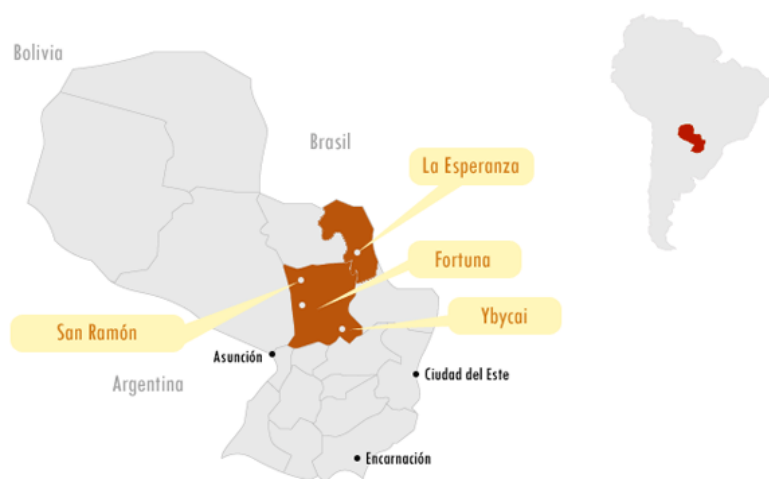 Bolivia
Brasil
La Esperanza
Fortuna
San Ramón
Ybycai
Asunción
Ciudad del Este
Argentina
Encarnación